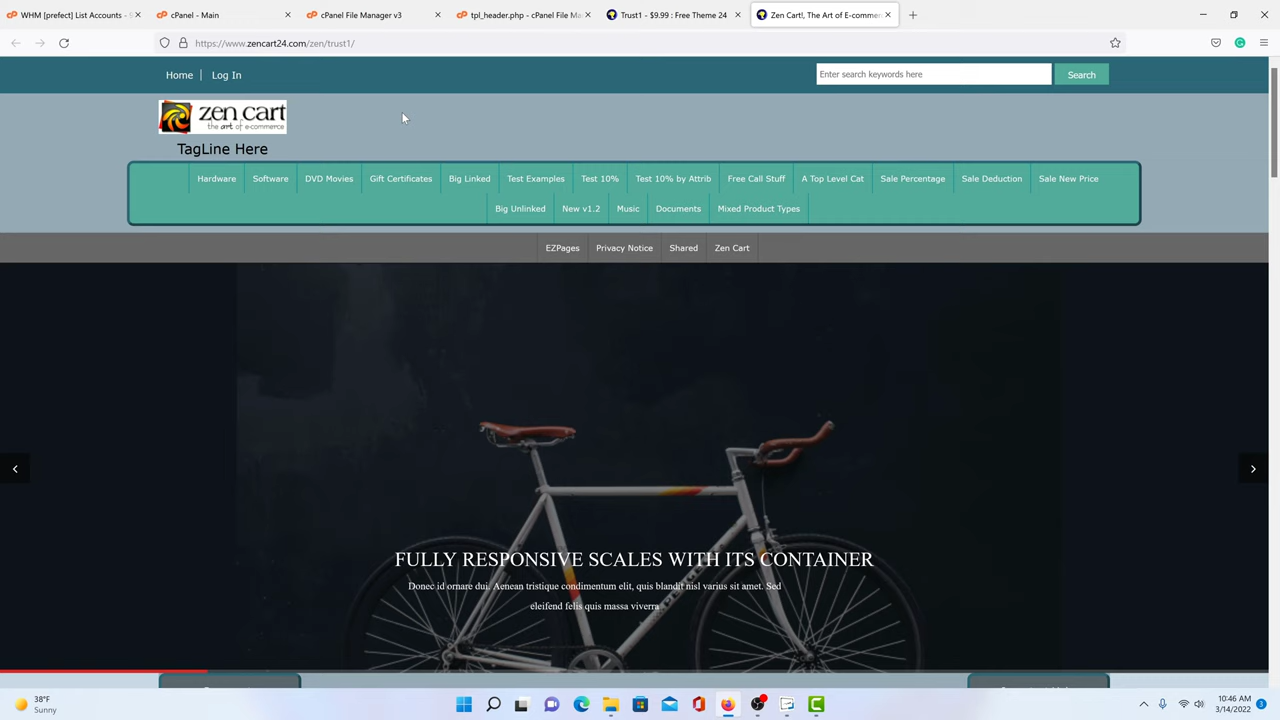 WHM [prefect] List Accounts -
cPanel - Main
cPanel File Manager v3
tpl_header.php - cPanel File Ma
Trust1 - $9.99 : Free Theme 24
Zen Cart!, The Art of E-commer
https://www.zencart24.com/zen/trust1/
Home
Log In
Enter search keywords here
Search
zen cart
the art of e-commerce
TagLine Here
Hardware
Software
DVD Movies
Gift Certificates
Big Linked
Test Examples
Test 10%
Test 10% by Attrib
Free Call Stuff
A Top Level Cat
Sale Percentage
Sale Deduction
Sale New Price
Big Unlinked
New v1.2
Music
Documents
Mixed Product Types
EZPages
Privacy Notice
Shared
Zen Cart
FULLY RESPONSIVE SCALES WITH ITS CONTAINER
Donec id ornare dui. Aenean tristique condimentum elit, quis blandit nisl varius sit amet. Sed
eleifend felis quis massa viverra
38°F
Sunny
10:46 AM
3/14/2022
3